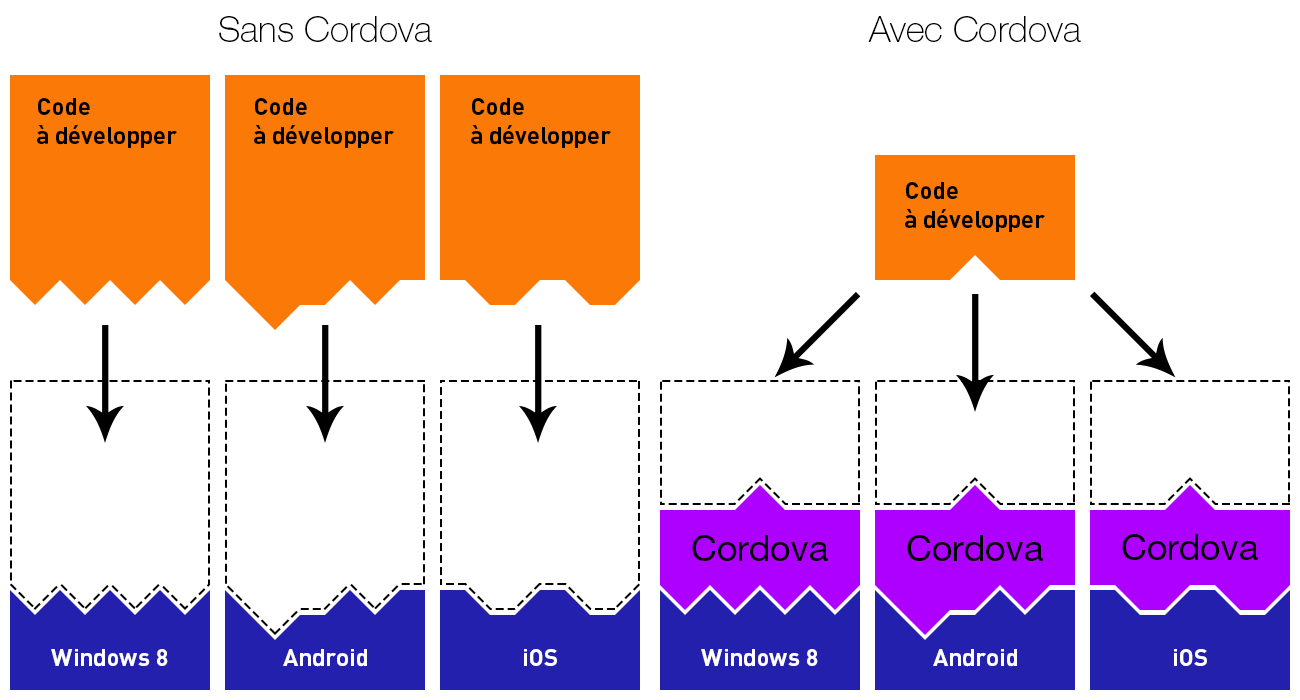 Sans Cordova
Avec Cordova
Code
à développer
Code
à développer
Code
à développer
Code
à développer
Cordova
Cordova
Cordova
Windows 8
Android
iOS
Windows 8
Android
iOS